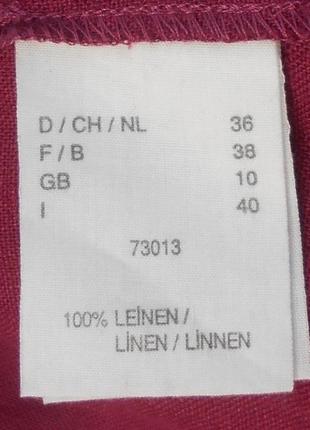 D / CH / NL 36
F / B 38
GB 10
I 40
73013
100% LEINEN /
LINEN / LINNEN